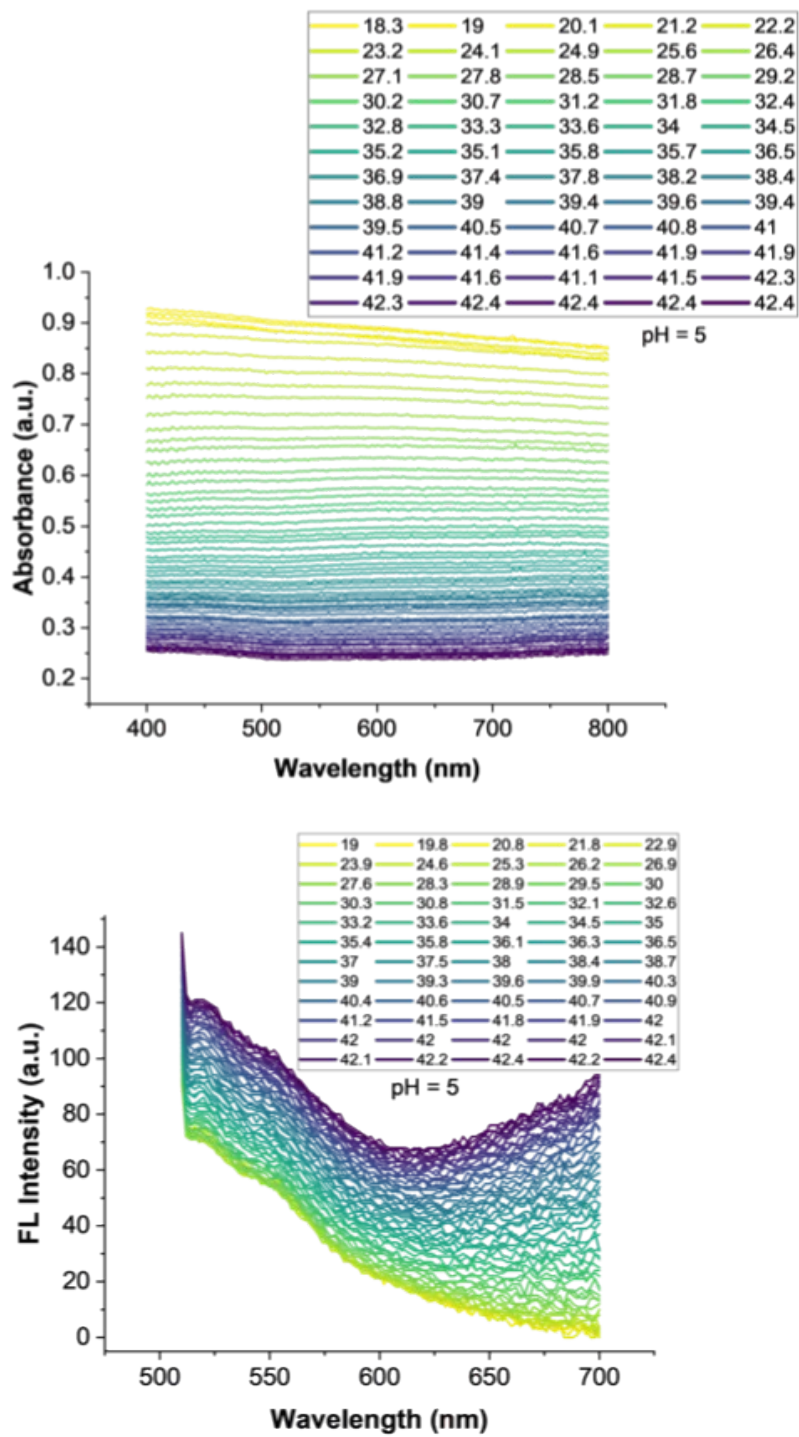 18.3 19 20.1 21.2 22.2
23.2 24.1 24.9 25.6 26.4
27.1 27.8 28.5 28.7 29.2
30.2 30.7 31.2 31.8 32.4
32.8 33.3 33.6 34 34.5
35.2 35.1 35.8 35.7 36.5
36.9 37.4 37.8 38.2 38.4
38.8 39 39.4 39.6 39.4
39.5 40.5 40.7 40.8 41
41.2 41.4 41.6 41.9 41.9
41.9 41.6 41.1 41.5 42.3
42.3 42.4 42.4 42.4 42.4
pH = 5
1.0
0.9
0.8
0.7
0.6
0.5
0.4
0.3
0.2
Absorbance (a.u.)
400 500 600 700 800
Wavelength (nm)
19 19.8 20.8 21.8 22.9
23.9 24.6 25.3 26.2 26.9
27.6 28.3 28.9 29.5 30
30.3 30.8 31.5 32.1 32.6
33.2 33.6 34 34.5 35
35.4 35.8 36.1 36.3 36.5
37 37.5 38 38.4 38.7
39 39.3 39.6 39.9 40.3
40.4 40.6 40.5 40.7 40.9
41.2 41.5 41.8 41.9 42
42 42 42 42 42.1
42.1 42.2 42.4 42.2 42.4
pH = 5
140
120
100
80
60
40
20
0
FL Intensity (a.u.)
500 550 600 650 700
Wavelength (nm)